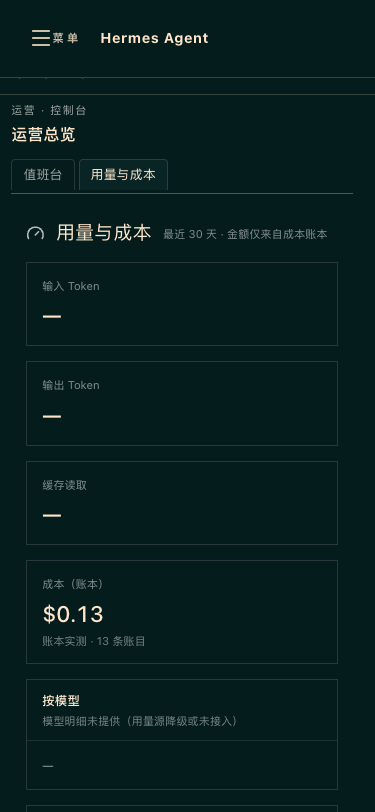 菜单 Hermes Agent
运营 · 控制台
运营总览
值班台 用量与成本
用量与成本 最近 30 天 · 金额仅来自成本账本
输入 Token
—
输出 Token
—
缓存读取
—
成本（账本）
$0.13
账本实测 · 13 条账目
按模型
模型明细未提供（用量源降级或未接入）
—